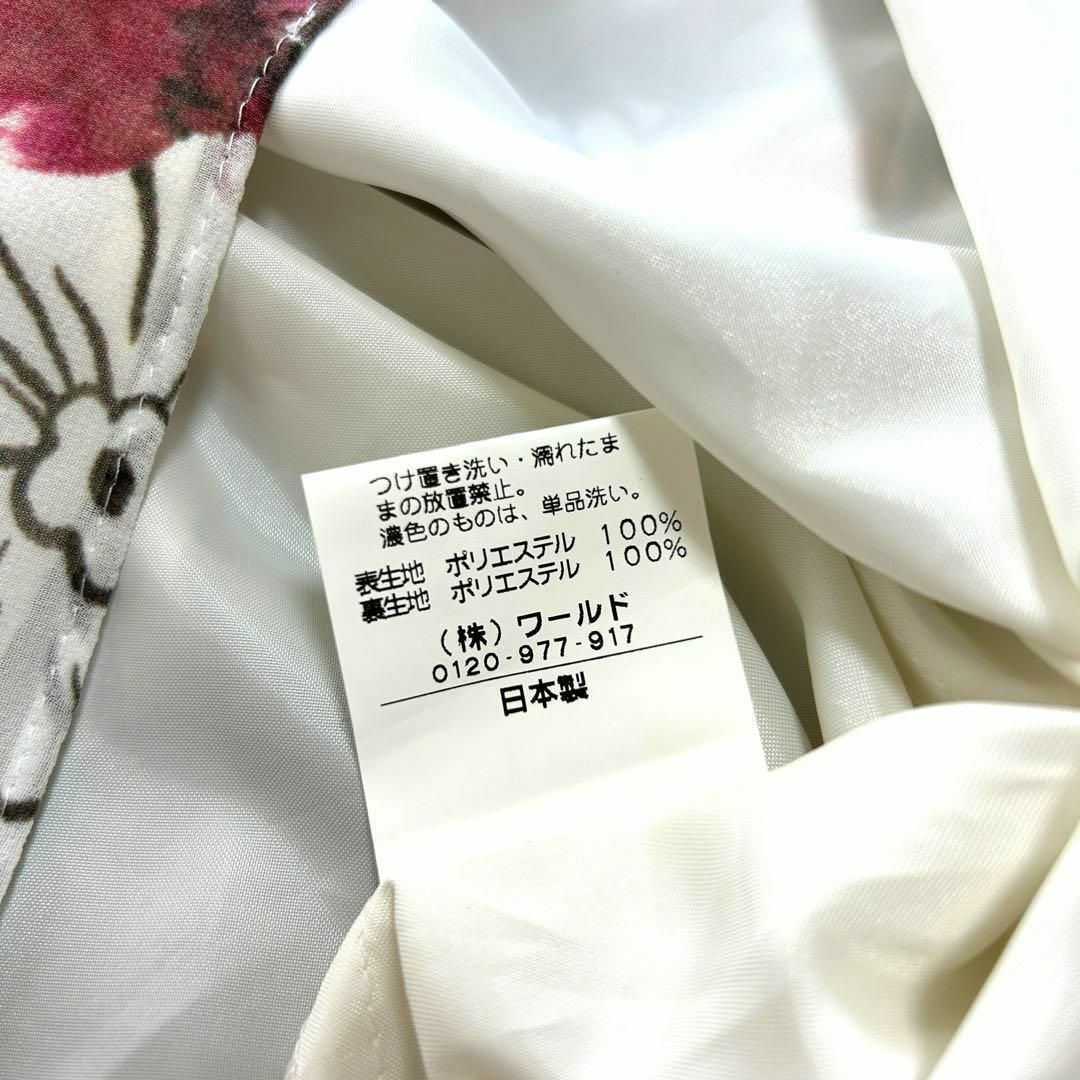 つけ置き洗い・濡れたま
まの放置禁止。
濃色のものは、単品洗い。
表生地 ポリエステル 100%
裏生地 ポリエステル 100%
（株）ワールド
0120-977-917
日本製